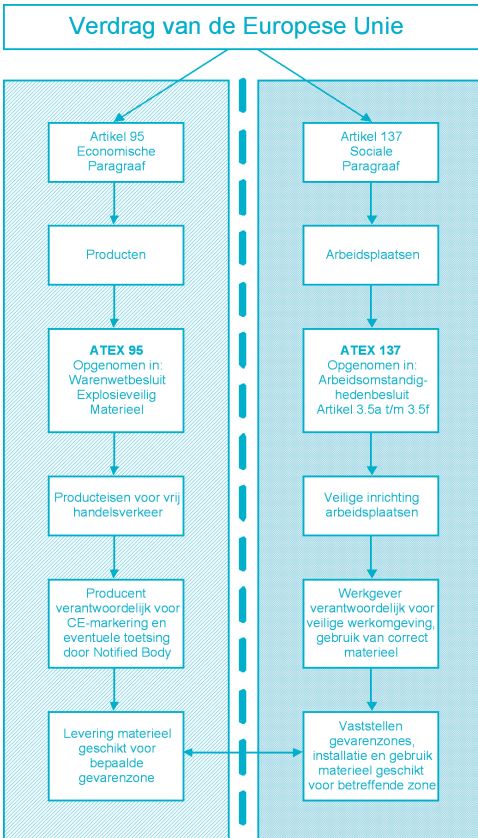 Verdrag van de Europese Unie
Artikel 95
Economische
Paragraaf
Producten
ATEX 95
Opgenomen in:
Warenwetbesluit
Explosieveilig
Materieel
Producteisen voor vrij
handelsverkeer
Producent
verantwoordelijk voor
CE-markering en
eventuele toetsing
door Notified Body
Levering materieel
geschikt voor
bepaalde
gevarenzone
Artikel 137
Sociale
Paragraaf
Arbeidsplaatsen
ATEX 137
Opgenomen in:
Arbeidsomstandig-
hedenbesluit
Artikel 3.5a t/m 3.5f
Veilige inrichting
arbeidsplaatsen
Werkgever
verantwoordelijk voor
veilige werkomgeving,
gebruik van correct
materieel
Vaststellen
gevarenzones,
installatie en gebruik
materieel geschikt
voor betreffende zone